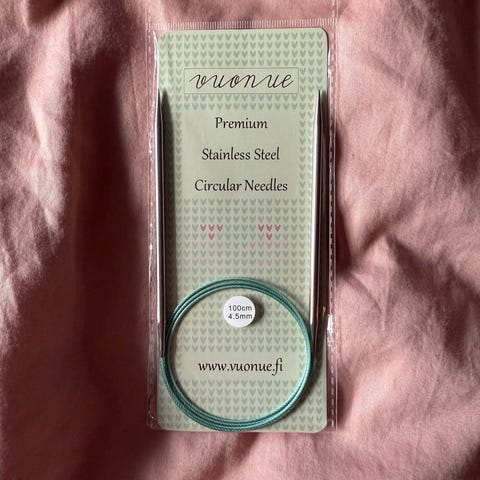 vuonue
Premium
Stainless Steel
Circular Needles
100cm
4.5mm
www.vuonue.fi